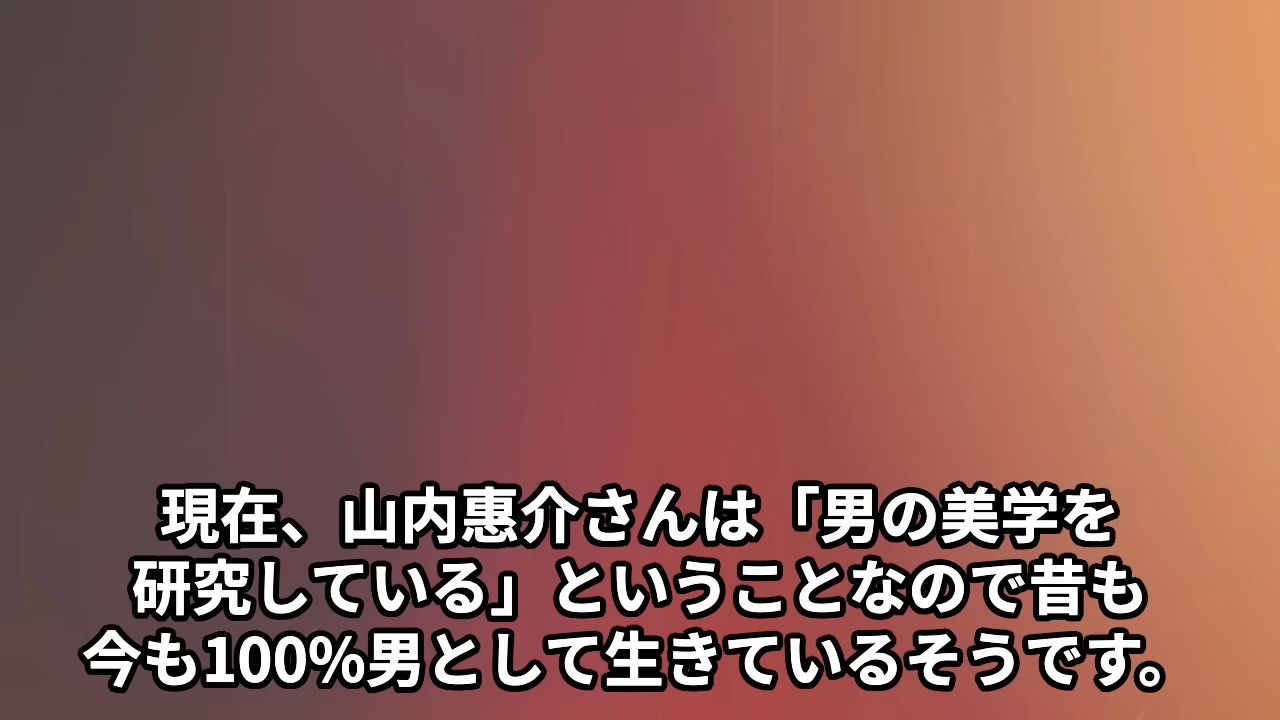 現在、山内惠介さんは「男の美学を
研究している」ということなので昔も
今も100%男として生きているそうです。